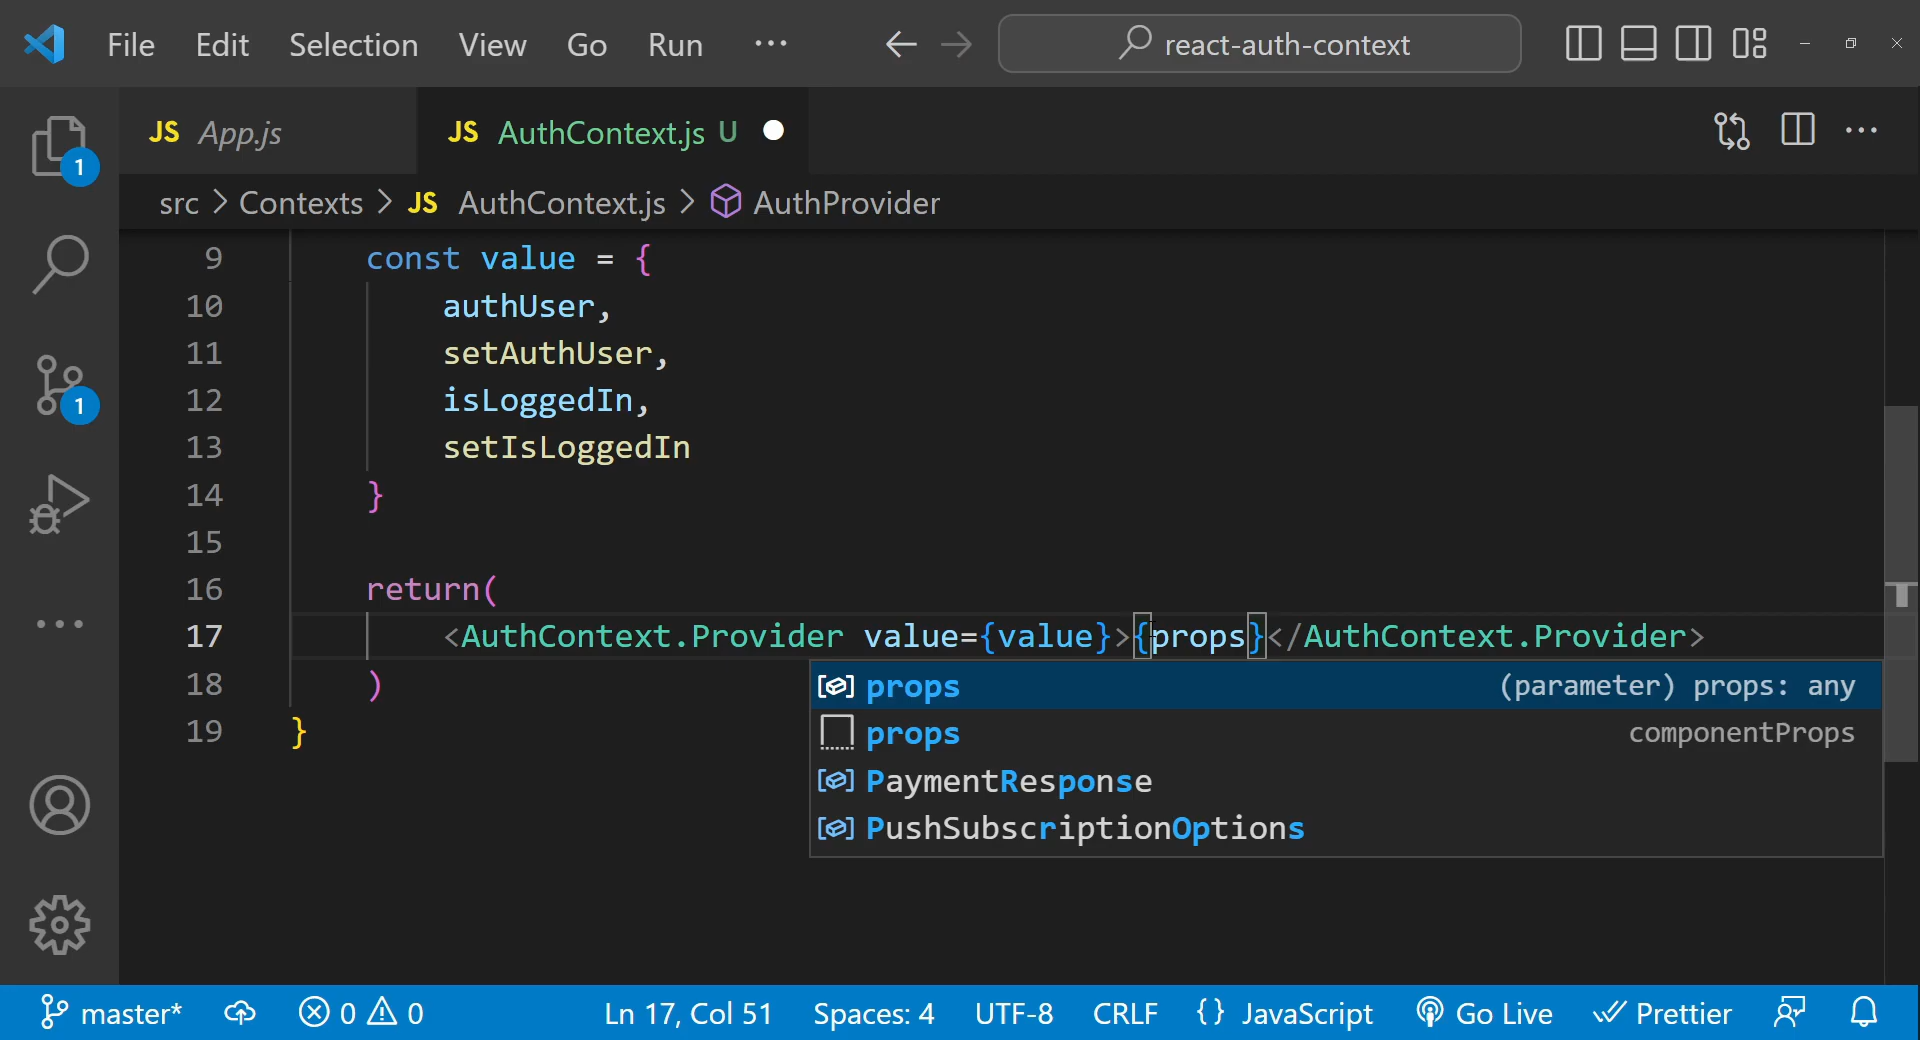 File Edit Selection View Go Run ··· react-auth-context
JS App.js JS AuthContext.js U
src > Contexts > JS AuthContext.js > AuthProvider
1
1
9 const value = {
10 authUser,
11 setAuthUser,
12 isLoggedIn,
13 setIsLoggedIn
14 }
15
16 return(
17 <AuthContext.Provider value={value}>{props}</AuthContext.Provider>
18 )
19 }
props (parameter) props: any
props componentProps
PaymentResponse
PushSubscriptionOptions
master* 0 0 Ln 17, Col 51 Spaces: 4 UTF-8 CRLF {} JavaScript Go Live Prettier